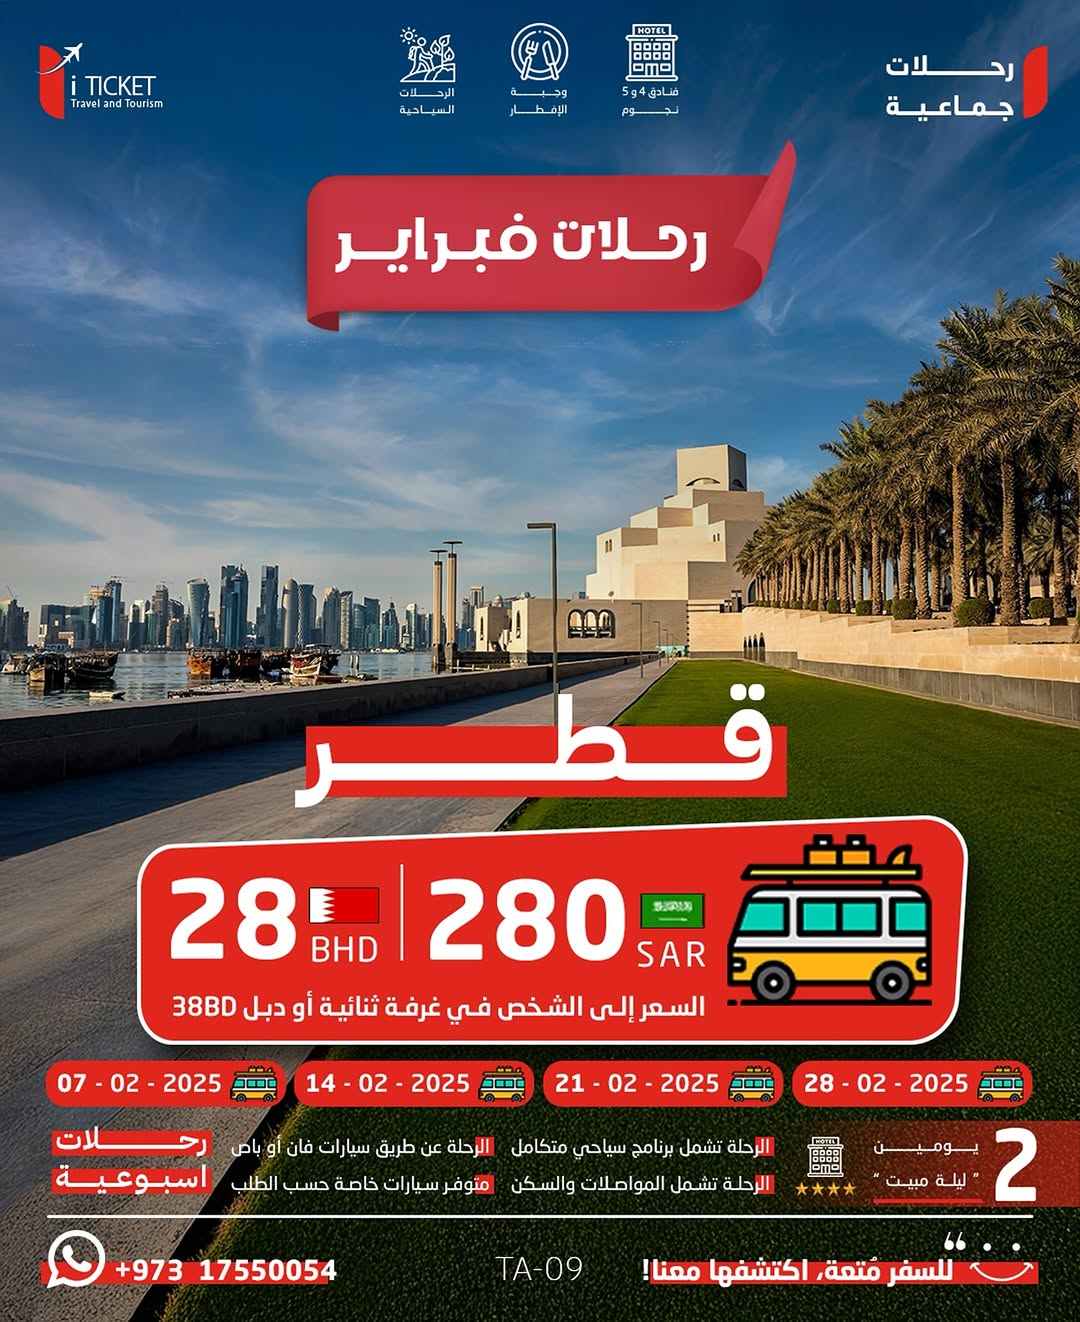 i TICKET
Travel and Tourism
الرحلات
السياحية
وجبة
الإفطار
HOTEL
فنادق 4 و 5
نجوم
رحلات
جماعية
رحلات فبراير
قطر
28 BHD
280 SAR
السعر إلى الشخص في غرفة ثنائية أو دبل 38BD
07 - 02 - 2025
14 - 02 - 2025
21 - 02 - 2025
28 - 02 - 2025
2
يومين
" ليلة مبيت "
HOTEL
الرحلة تشمل برنامج سياحي متكامل
الرحلة تشمل المواصلات والسكن
الرحلة عن طريق سيارات فان أو باص
متوفر سيارات خاصة حسب الطلب
رحلات
اسبوعية
للسفر مُتعة، اكتشفها معنا!
TA-09
+973 17550054